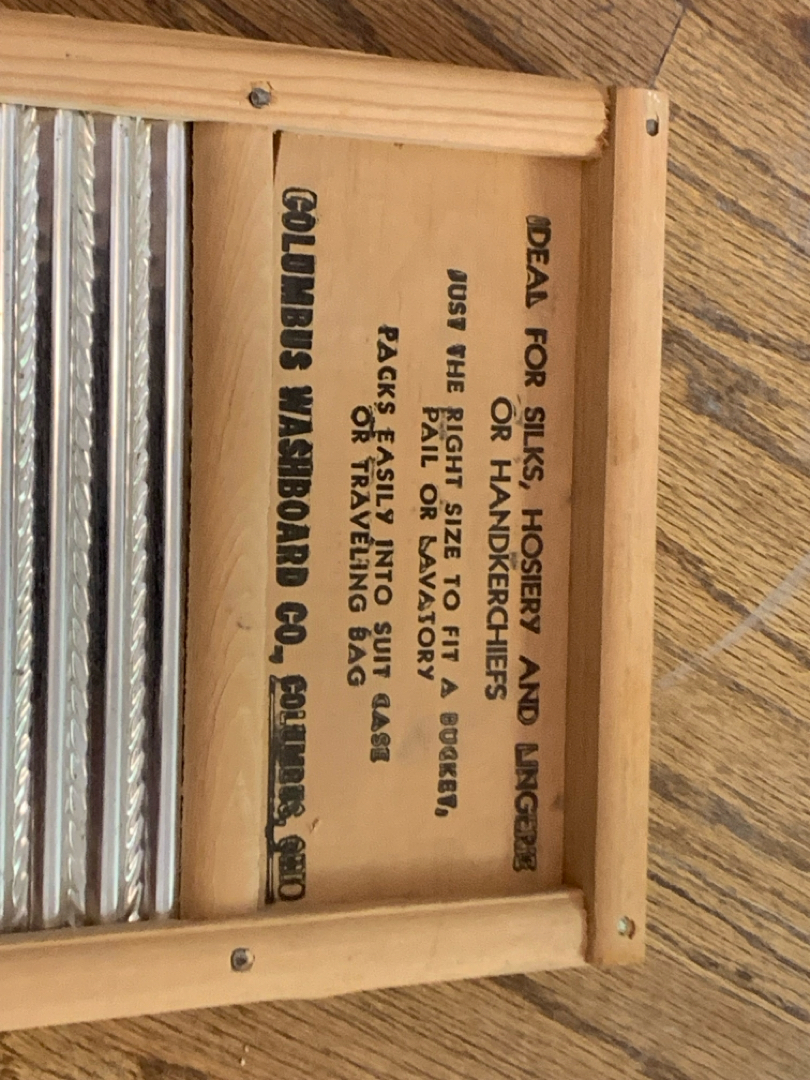 IDEAL FOR SILKS, HOSIERY AND LINGERIE
OR HANDKERCHIEFS
JUST THE RIGHT SIZE TO FIT A BUCKET,
PAIL OR LAVATORY
PACKS EASILY INTO SUIT CASE
OR TRAVELING BAG
COLUMBUS WASHBOARD CO., COLUMBUS, OHIO